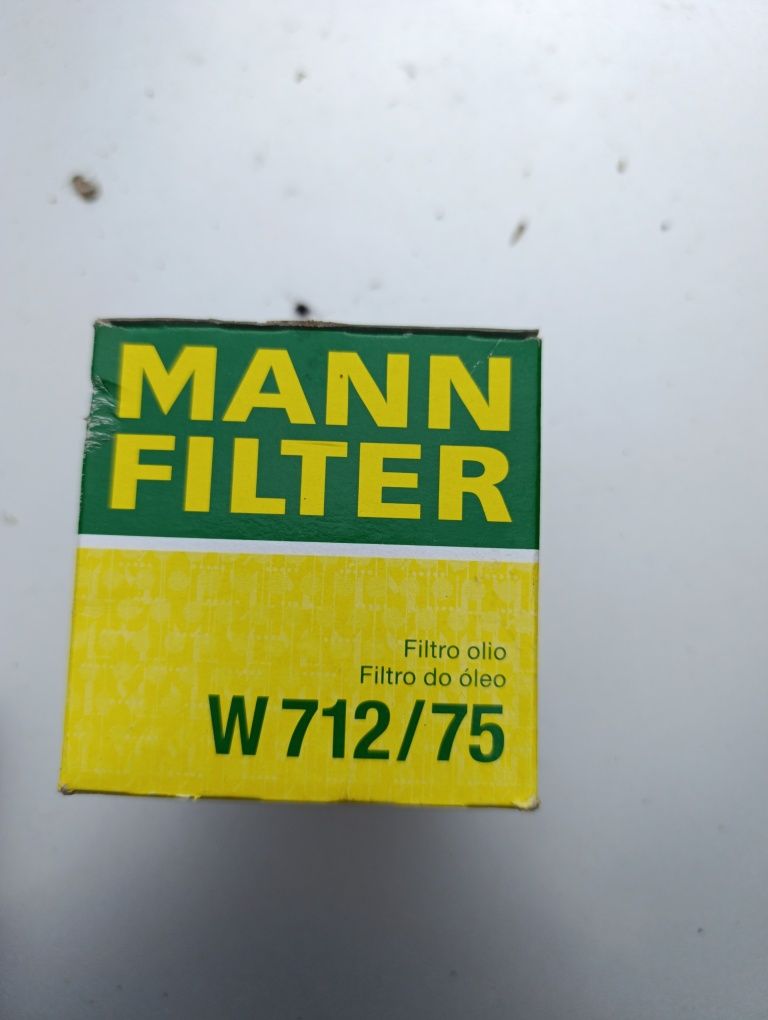 MANN
FILTER
Filtro olio
Filtro do óleo
W 712/75